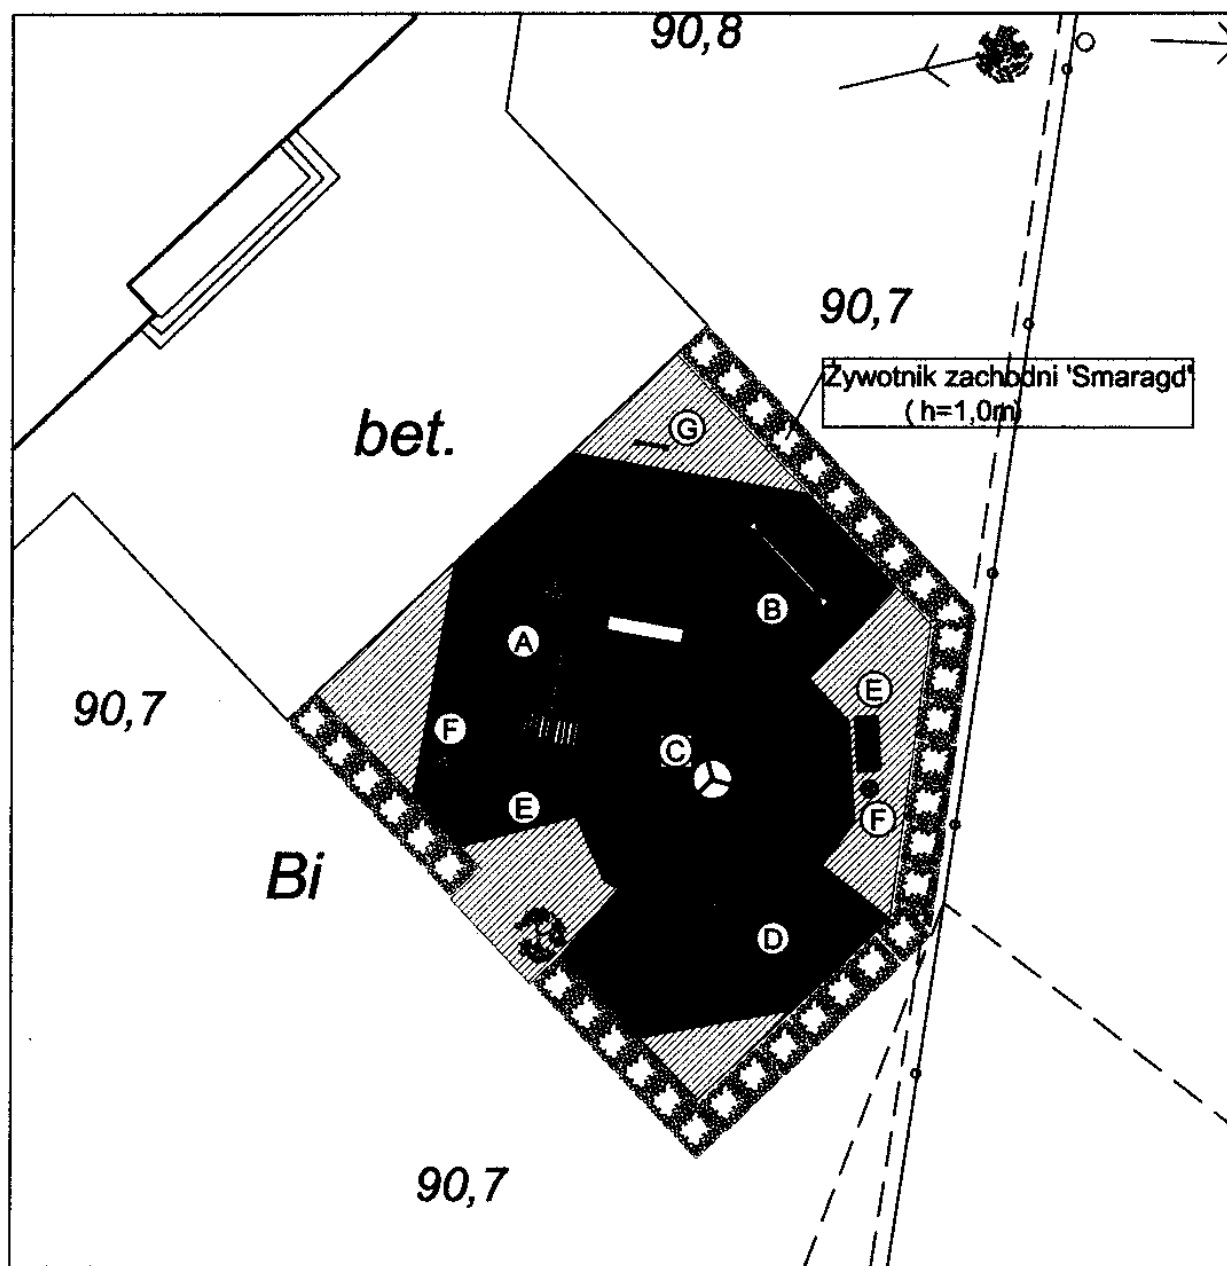 90,8
90,7
Żywotnik zachodni 'Smaragd'
( h=1,0m)
bet.
G
B
A
90,7
E
F
C
E
F
Bi
D
90,7